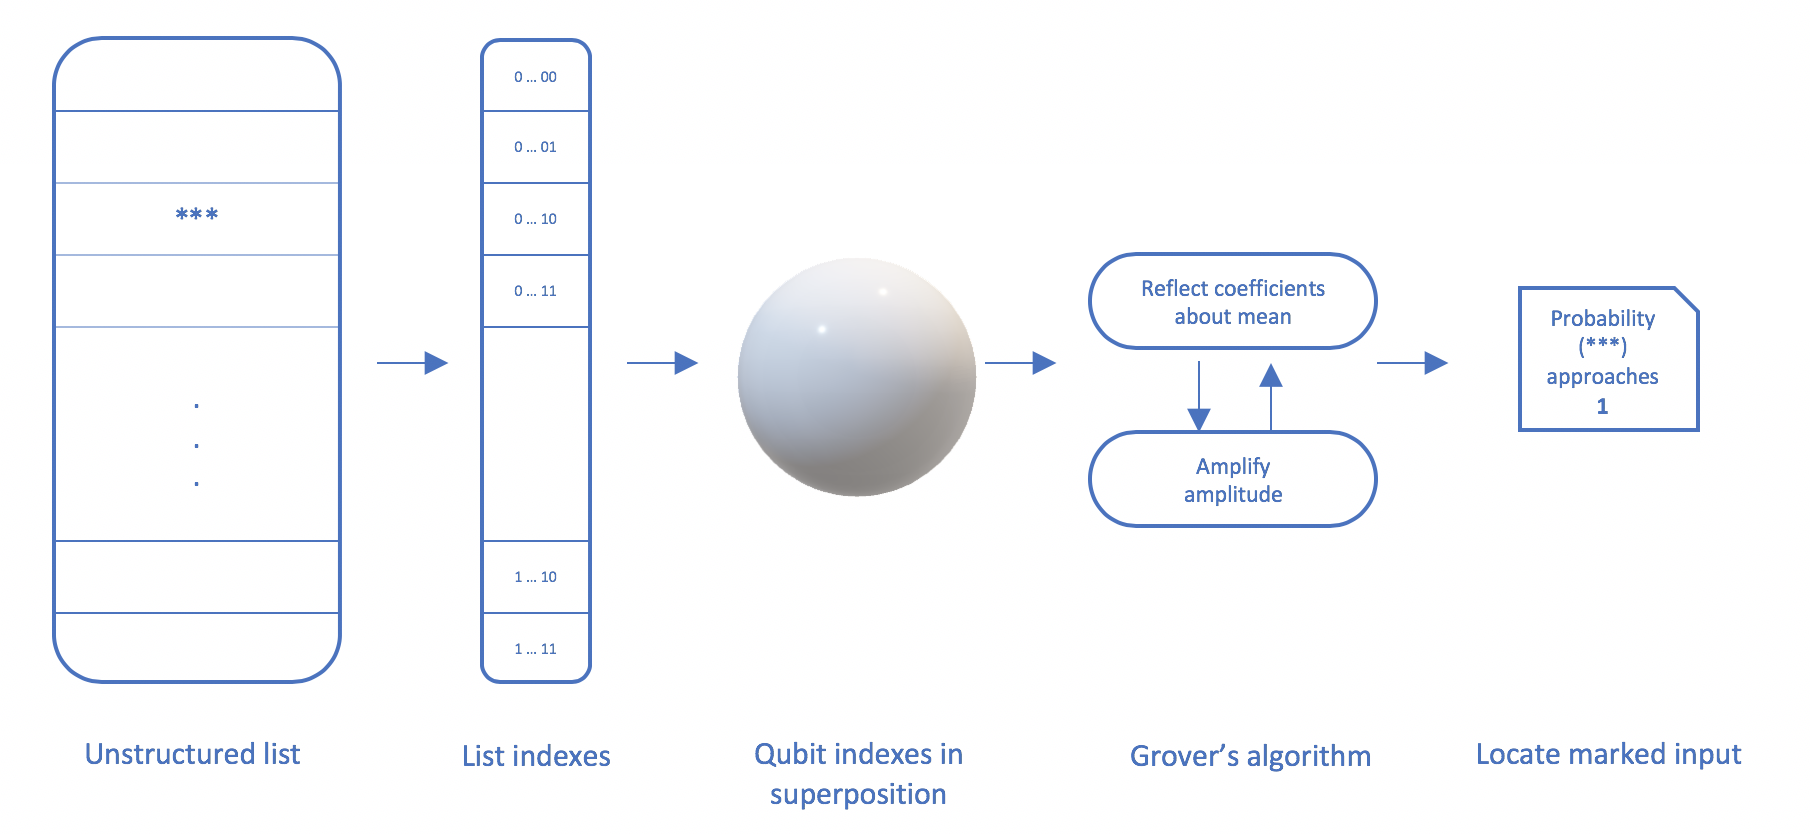 ***
.
.
.
0 ... 00
0 ... 01
0 ... 10
0 ... 11
1 ... 10
1 ... 11
Reflect coefficients
about mean
Amplify
amplitude
Probability
(***)
approaches
1
Unstructured list
List indexes
Qubit indexes in
superposition
Grover’s algorithm
Locate marked input